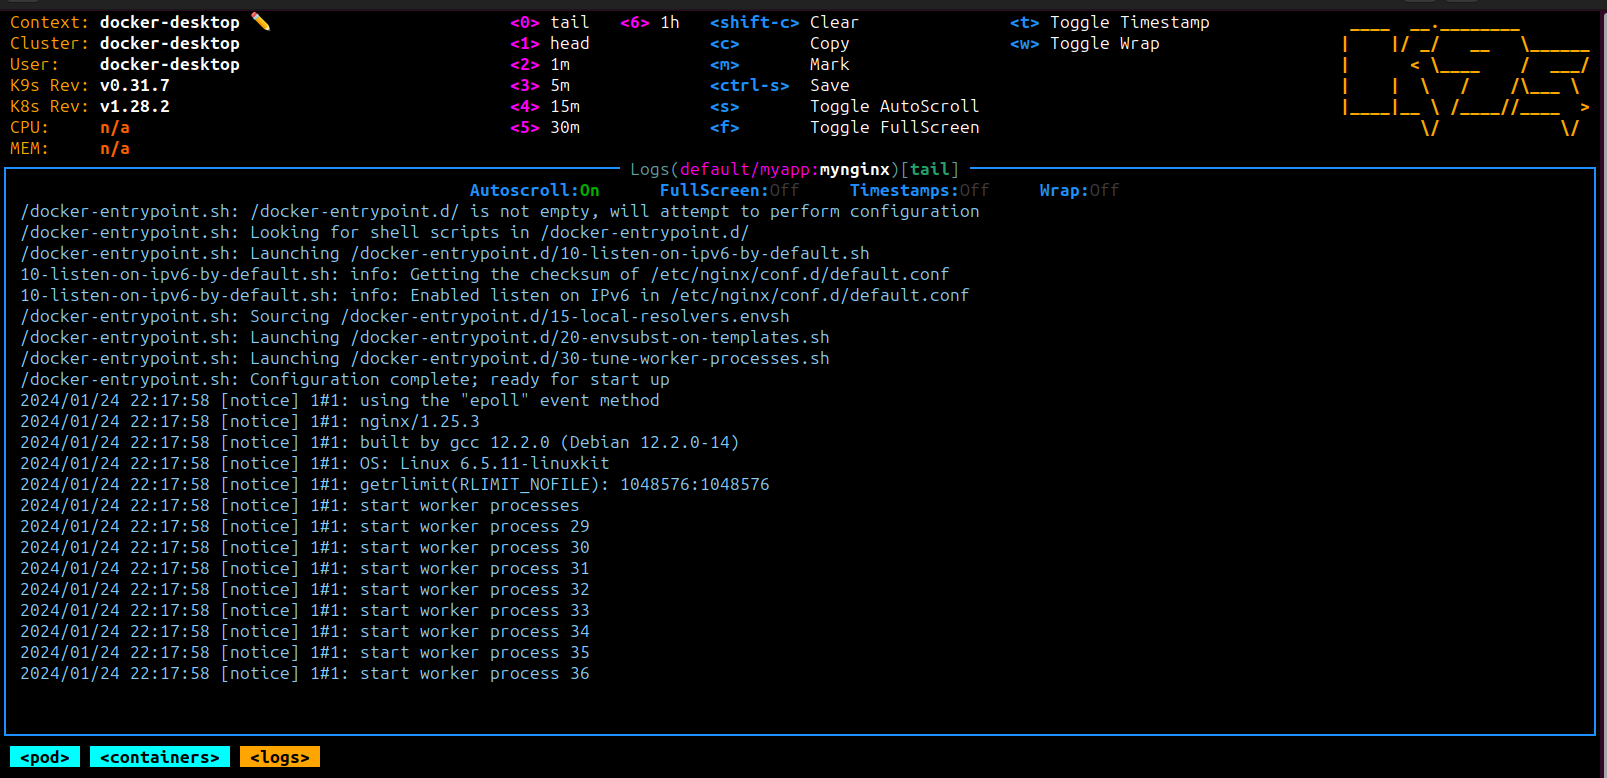 Context: docker-desktop ✏️ <0> tail <6> 1h <shift-c> Clear <t> Toggle Timestamp
Cluster: docker-desktop <1> head <c> Copy <w> Toggle Wrap
User: docker-desktop <2> 1m <m> Mark
K9s Rev: v0.31.7 <3> 5m <ctrl-s> Save
K8s Rev: v1.28.2 <4> 15m <s> Toggle AutoScroll
CPU: n/a <5> 30m <f> Toggle FullScreen
MEM: n/a
K9s
Logs(default/myapp:mynginx)[tail]
Autoscroll:On FullScreen:Off Timestamps:Off Wrap:Off
/docker-entrypoint.sh: /docker-entrypoint.d/ is not empty, will attempt to perform configuration
/docker-entrypoint.sh: Looking for shell scripts in /docker-entrypoint.d/
/docker-entrypoint.sh: Launching /docker-entrypoint.d/10-listen-on-ipv6-by-default.sh
10-listen-on-ipv6-by-default.sh: info: Getting the checksum of /etc/nginx/conf.d/default.conf
10-listen-on-ipv6-by-default.sh: info: Enabled listen on IPv6 in /etc/nginx/conf.d/default.conf
/docker-entrypoint.sh: Sourcing /docker-entrypoint.d/15-local-resolvers.envsh
/docker-entrypoint.sh: Launching /docker-entrypoint.d/20-envsubst-on-templates.sh
/docker-entrypoint.sh: Launching /docker-entrypoint.d/30-tune-worker-processes.sh
/docker-entrypoint.sh: Configuration complete; ready for start up
2024/01/24 22:17:58 [notice] 1#1: using the "epoll" event method
2024/01/24 22:17:58 [notice] 1#1: nginx/1.25.3
2024/01/24 22:17:58 [notice] 1#1: built by gcc 12.2.0 (Debian 12.2.0-14)
2024/01/24 22:17:58 [notice] 1#1: OS: Linux 6.5.11-linuxkit
2024/01/24 22:17:58 [notice] 1#1: getrlimit(RLIMIT_NOFILE): 1048576:1048576
2024/01/24 22:17:58 [notice] 1#1: start worker processes
2024/01/24 22:17:58 [notice] 1#1: start worker process 29
2024/01/24 22:17:58 [notice] 1#1: start worker process 30
2024/01/24 22:17:58 [notice] 1#1: start worker process 31
2024/01/24 22:17:58 [notice] 1#1: start worker process 32
2024/01/24 22:17:58 [notice] 1#1: start worker process 33
2024/01/24 22:17:58 [notice] 1#1: start worker process 34
2024/01/24 22:17:58 [notice] 1#1: start worker process 35
2024/01/24 22:17:58 [notice] 1#1: start worker process 36
<pod> <containers> <logs>